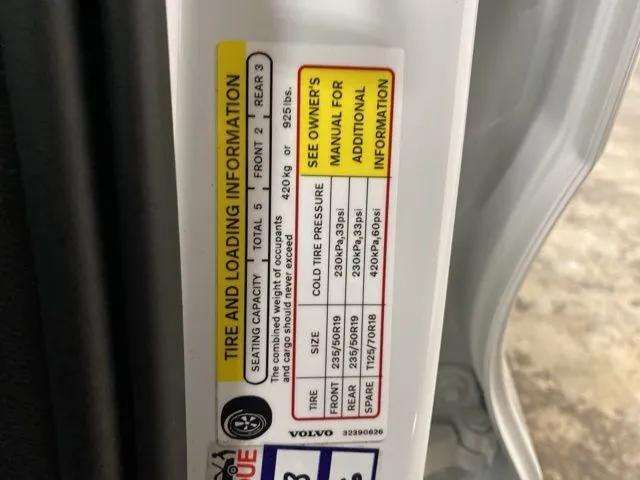 TIRE AND LOADING INFORMATION
SEATING CAPACITY TOTAL 5 FRONT 2 REAR 3
The combined weight of occupants
and cargo should never exceed 420kg or 925lbs.
TIRE SIZE COLD TIRE PRESSURE
FRONT 235/50R19 230kPa,33psi
REAR 235/50R19 230kPa,33psi
SPARE T125/70R18 420kPa,60psi
SEE OWNER'S
MANUAL FOR
ADDITIONAL
INFORMATION
VOLVO 32390626